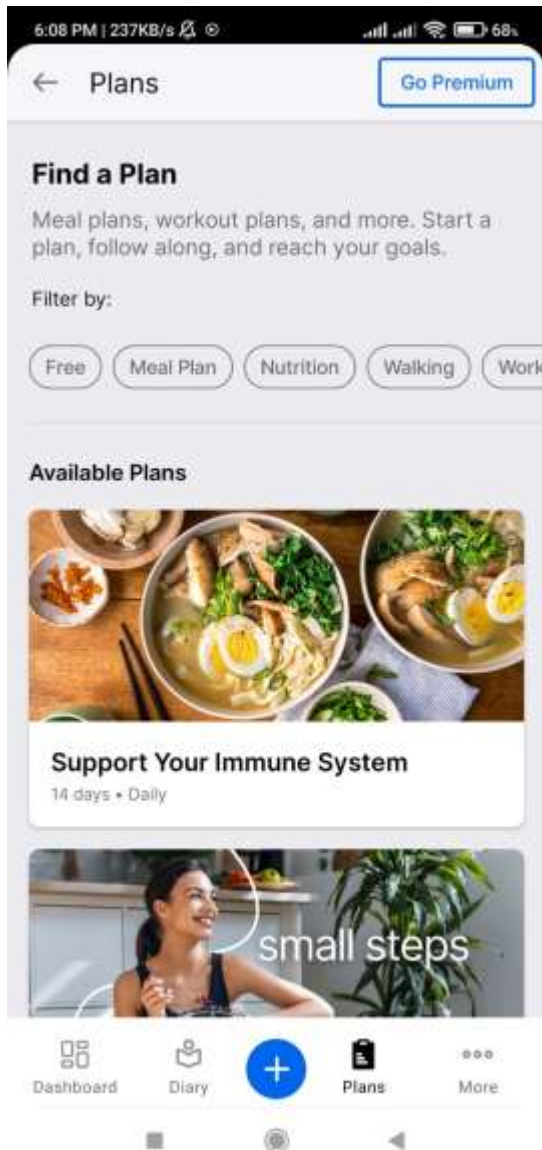 6:08 PM | 237KB/s 68%
Plans
Go Premium
Find a Plan
Meal plans, workout plans, and more. Start a
plan, follow along, and reach your goals.
Filter by:
Free Meal Plan Nutrition Walking Work
Available Plans
Support Your Immune System
14 days • Daily
small steps
Dashboard Diary Plans More